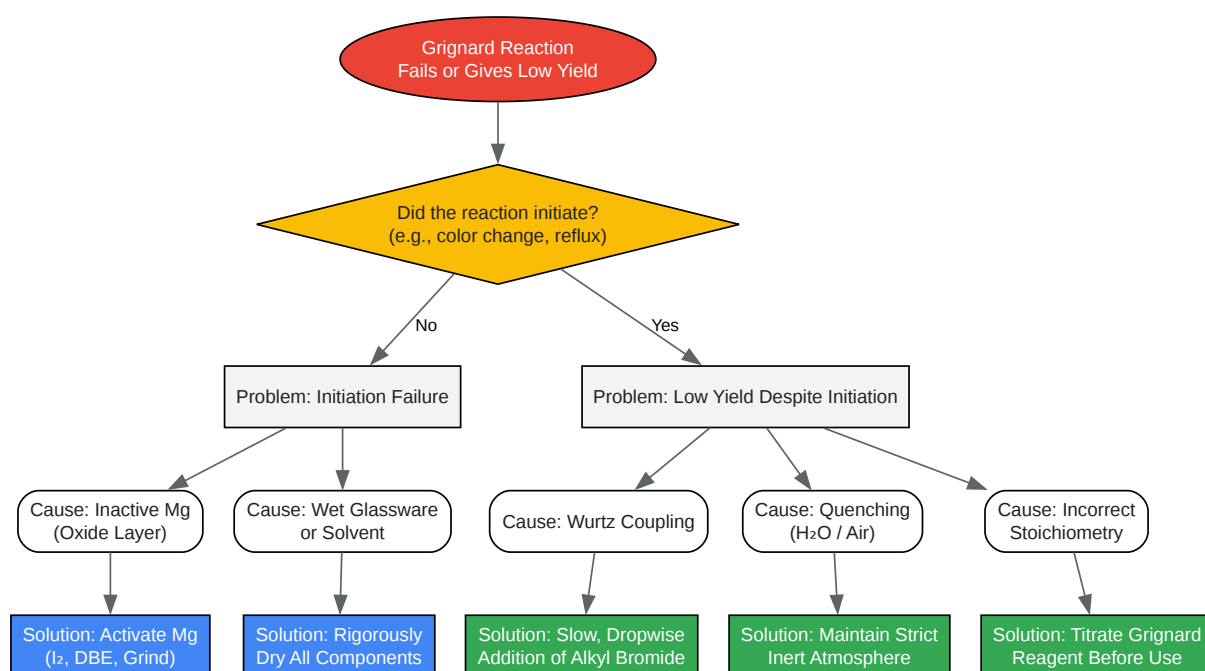 Grignard Reaction
Fails or Gives Low Yield
Did the reaction initiate?
(e.g., color change, reflux)
No
Yes
Problem: Initiation Failure
Problem: Low Yield Despite Initiation
Cause: Inactive Mg
(Oxide Layer)
Cause: Wet Glassware
or Solvent
Cause: Wurtz Coupling
Cause: Quenching
(H₂O / Air)
Cause: Incorrect
Stoichiometry
Solution: Activate Mg
(I₂, DBE, Grind)
Solution: Rigorously
Dry All Components
Solution: Slow, Dropwise
Addition of Alkyl Bromide
Solution: Maintain Strict
Inert Atmosphere
Solution: Titrate Grignard
Reagent Before Use